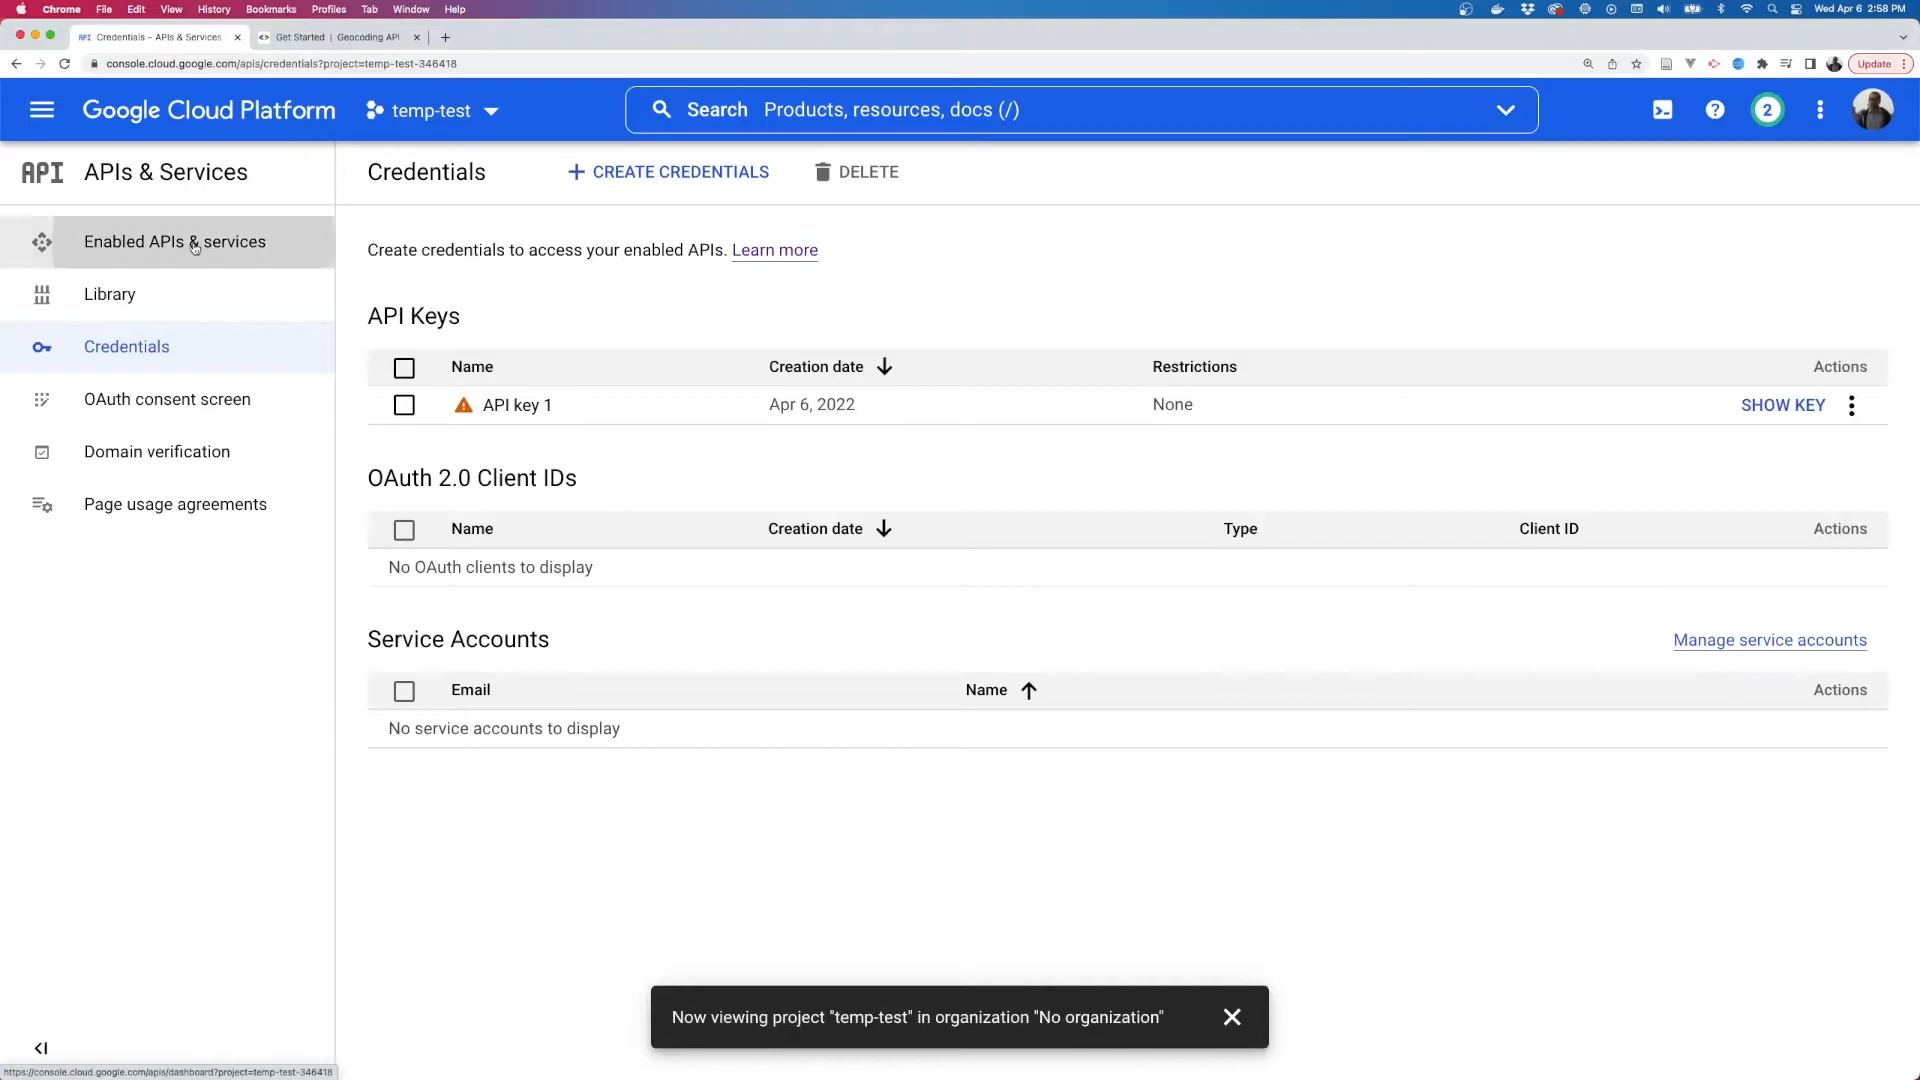 Chrome File Edit View History Bookmarks Profiles Tab Window Help
Wed Apr 6 2:58 PM
API Credentials – APIs & Services
Get Started | Geocoding API
console.cloud.google.com/apis/credentials?project=temp-test-346418
Update
Google Cloud Platform
temp-test
Search Products, resources, docs (/)
2
API APIs & Services
Credentials
CREATE CREDENTIALS
DELETE
Enabled APIs & services
Library
Credentials
OAuth consent screen
Domain verification
Page usage agreements
Create credentials to access your enabled APIs. Learn more
API Keys
Name Creation date Restrictions Actions
API key 1 Apr 6, 2022 None SHOW KEY
OAuth 2.0 Client IDs
Name Creation date Type Client ID Actions
No OAuth clients to display
Service Accounts
Manage service accounts
Email Name Actions
No service accounts to display
Now viewing project "temp-test" in organization "No organization"
https://console.cloud.google.com/apis/dashboard?project=temp-test-346418